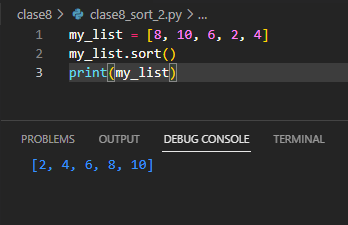 clase8 > clase8_sort_2.py > ...
1 my_list = [8, 10, 6, 2, 4]
2 my_list.sort()
3 print(my_list)
PROBLEMS OUTPUT DEBUG CONSOLE TERMINAL
[2, 4, 6, 8, 10]